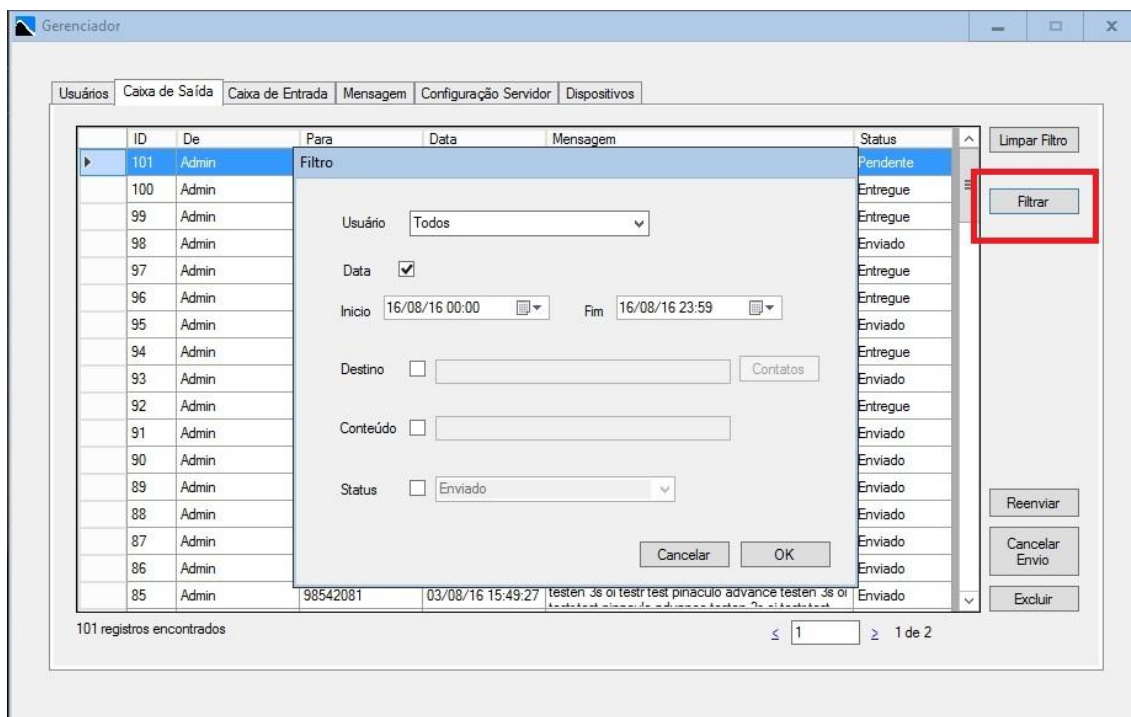 Gerenciador
Usuários Caixa de Saída Caixa de Entrada Mensagem Configuração Servidor Dispositivos
ID De Para Data Mensagem Status
Limpar Filtro
101 Admin Pendente
Filtro
100 Admin Entregue
Filtrar
99 Admin Entregue
Usuário Todos
98 Admin Enviado
97 Admin Entregue
Data
96 Admin Entregue
Inicio 16/08/16 00:00 Fim 16/08/16 23:59
95 Admin Enviado
94 Admin Entregue
Destino Contatos
93 Admin Enviado
92 Admin Entregue
Conteúdo
91 Admin Enviado
90 Admin Enviado
89 Admin Enviado
Status Enviado
88 Admin Enviado
Reenviar
87 Admin Enviado
Cancelar OK
Cancelar
Envio
86 Admin Enviado
85 Admin 98542081 03/08/16 15:49:27 testen 3s oi testr test pinaculo advance testen 3s oi Enviado
Excluir
101 registros encontrados
≤ 1 ≥ 1 de 2